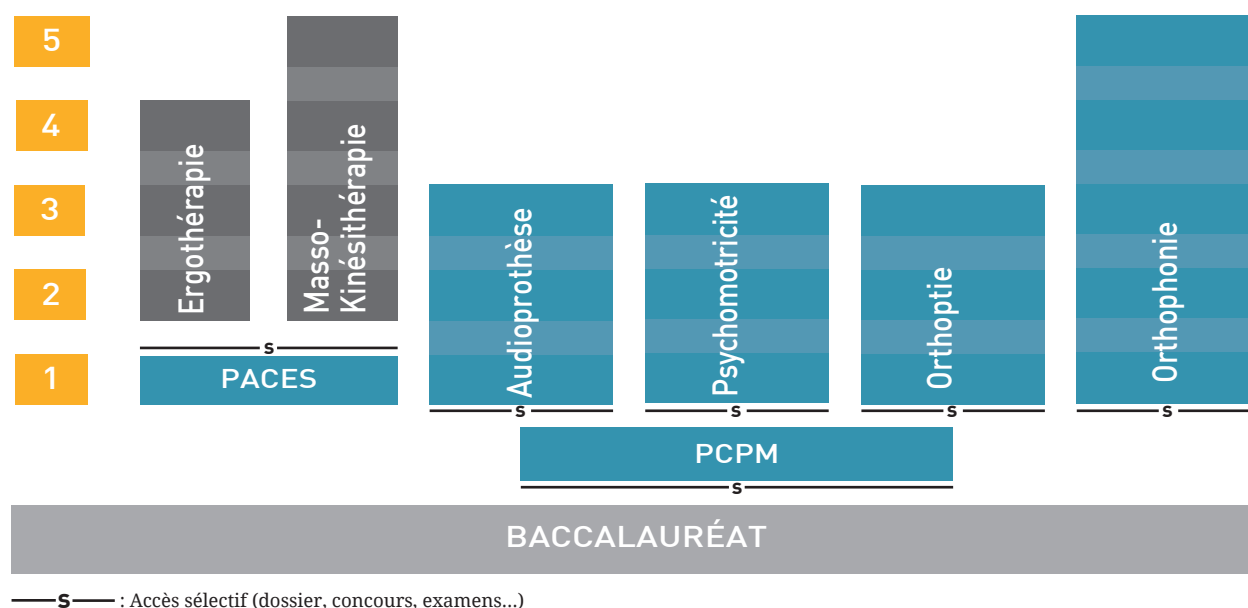 5
4
3
2
1
Ergothérapie
Masso-
Kinésithérapie
Audioprothèse
Psychomotricité
Orthoptie
Orthophonie
S
PACES
S
S
S
S
PCPM
S
BACCALAURÉAT
S : Accès sélectif (dossier, concours, examens...)